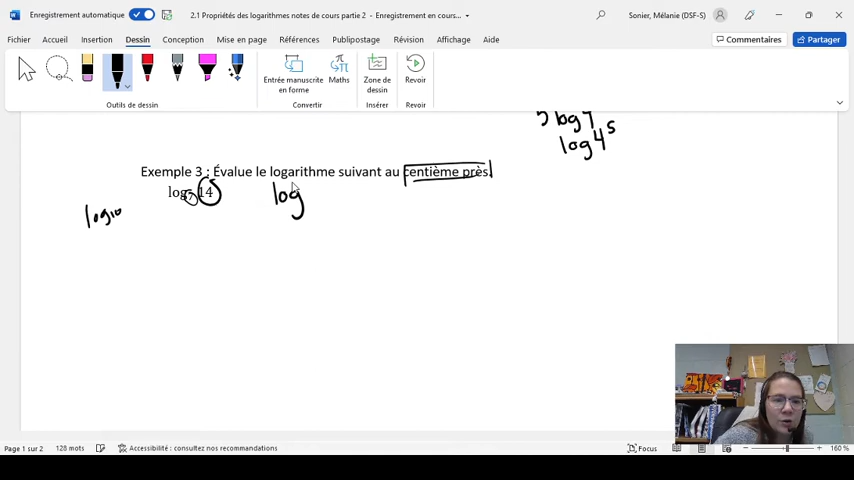 Enregistrement automatique 2.1 Propriétés des logarithmes notes de cours partie 2 - Enregistrement en cours... Sonier, Mélanie (DSF-S)
Fichier Accueil Insertion Dessin Conception Mise en page Références Publipostage Révision Affichage Aide Commentaires Partager
Entrée manuscrite en forme Maths Zone de dessin Revoir
Outils de dessin Convertir Insérer Revoir
5 log 4
log 4⁵
Exemple 3 : Évalue le logarithme suivant au centième près.
log₇ 14 log
log₁₀
Page 1 sur 2 128 mots Accessibilité : consultez nos recommandations Focus 160 %